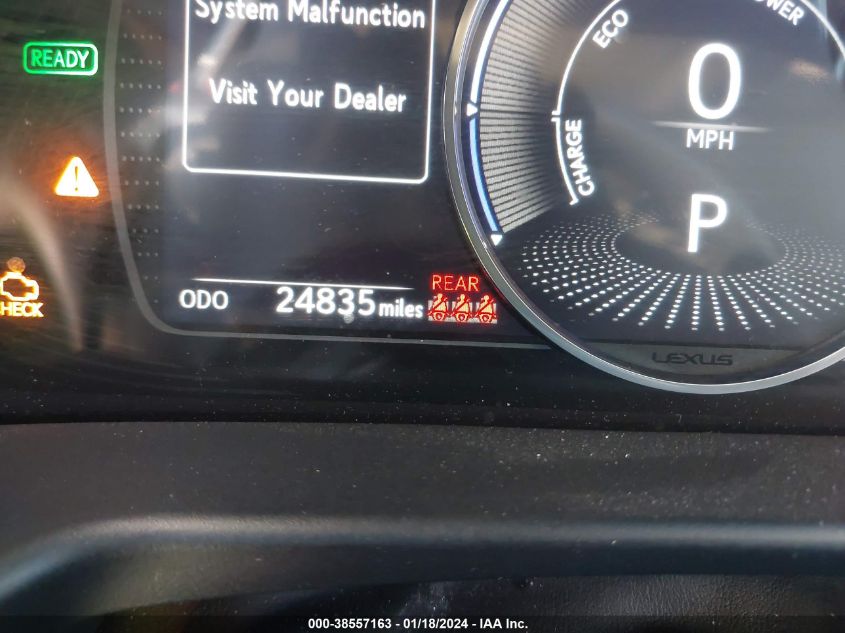 System Malfunction
Visit Your Dealer
READY
ECO
POWER
CHARGE
0
MPH
P
ODO 24835 miles
REAR
CHECK
LEXUS
000-38557163 - 01/18/2024 - IAA Inc.